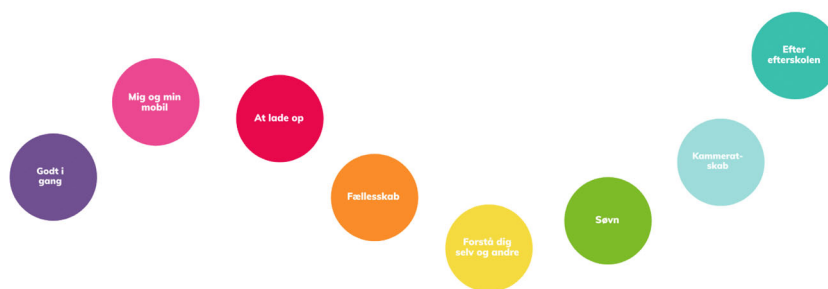 Godt i
gang
Mig og min
mobil
At lade op
Fællesskab
Forstå dig
selv og andre
Søvn
Kammerat-
skab
Efter
efterskolen